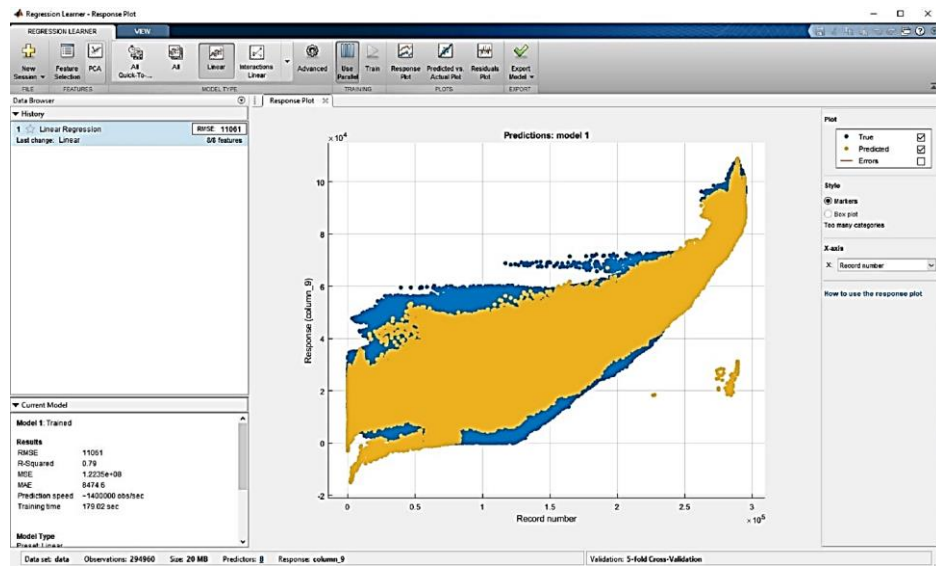 Regression Learner - Response Plot
REGRESSION LEARNER VIEW
New Session Feature Selection PCA All Quick-To-... All Linear Interactions Linear Advanced Use Parallel Train Response Plot Predicted vs. Actual Plot Residuals Plot Export Model
FILE FEATURES MODEL TYPE TRAINING PLOTS EXPORT
Data Browser
Response Plot
History
1 Linear Regression RMSE: 11061
Last change: Linear 8/8 features
Current Model
Model 1: Trained
Results
RMSE 11061
R-Squared 0.79
MSE 1.2235e+08
MAE 8474.6
Prediction speed ~1400000 obs/sec
Training time 179.02 sec
Model Type
Preset: Linear
Predictions: model 1
×10⁴
10
8
6
4
2
0
-2
Response (column_9)
0 0.5 1 1.5 2 2.5 3
×10⁵
Record number
Plot
True
Predicted
Errors
Style
Markers
Box plot
Too many categories
X-axis
X: Record number
How to use the response plot
Data set: data Observations: 294960 Size: 20 MB Predictors: 8 Response: column_9 Validation: 5-fold Cross-Validation